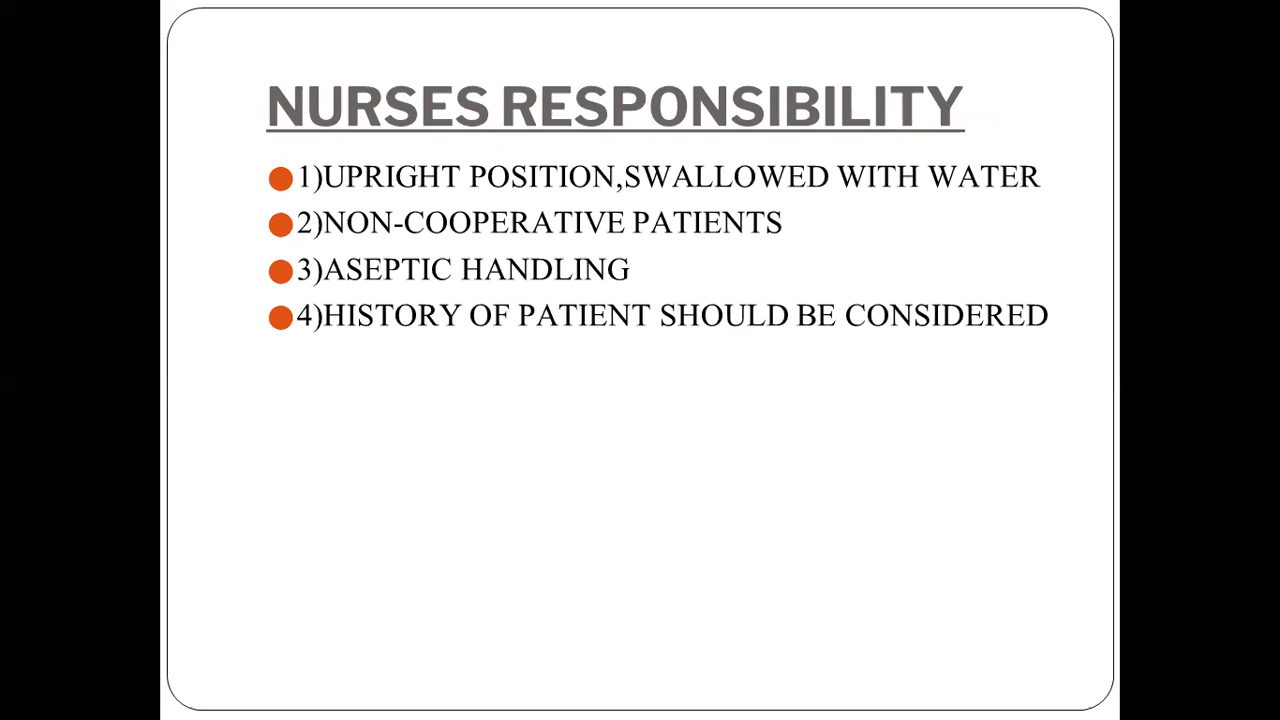 NURSES RESPONSIBILITY
1)UPRIGHT POSITION,SWALLOWED WITH WATER
2)NON-COOPERATIVE PATIENTS
3)ASEPTIC HANDLING
4)HISTORY OF PATIENT SHOULD BE CONSIDERED